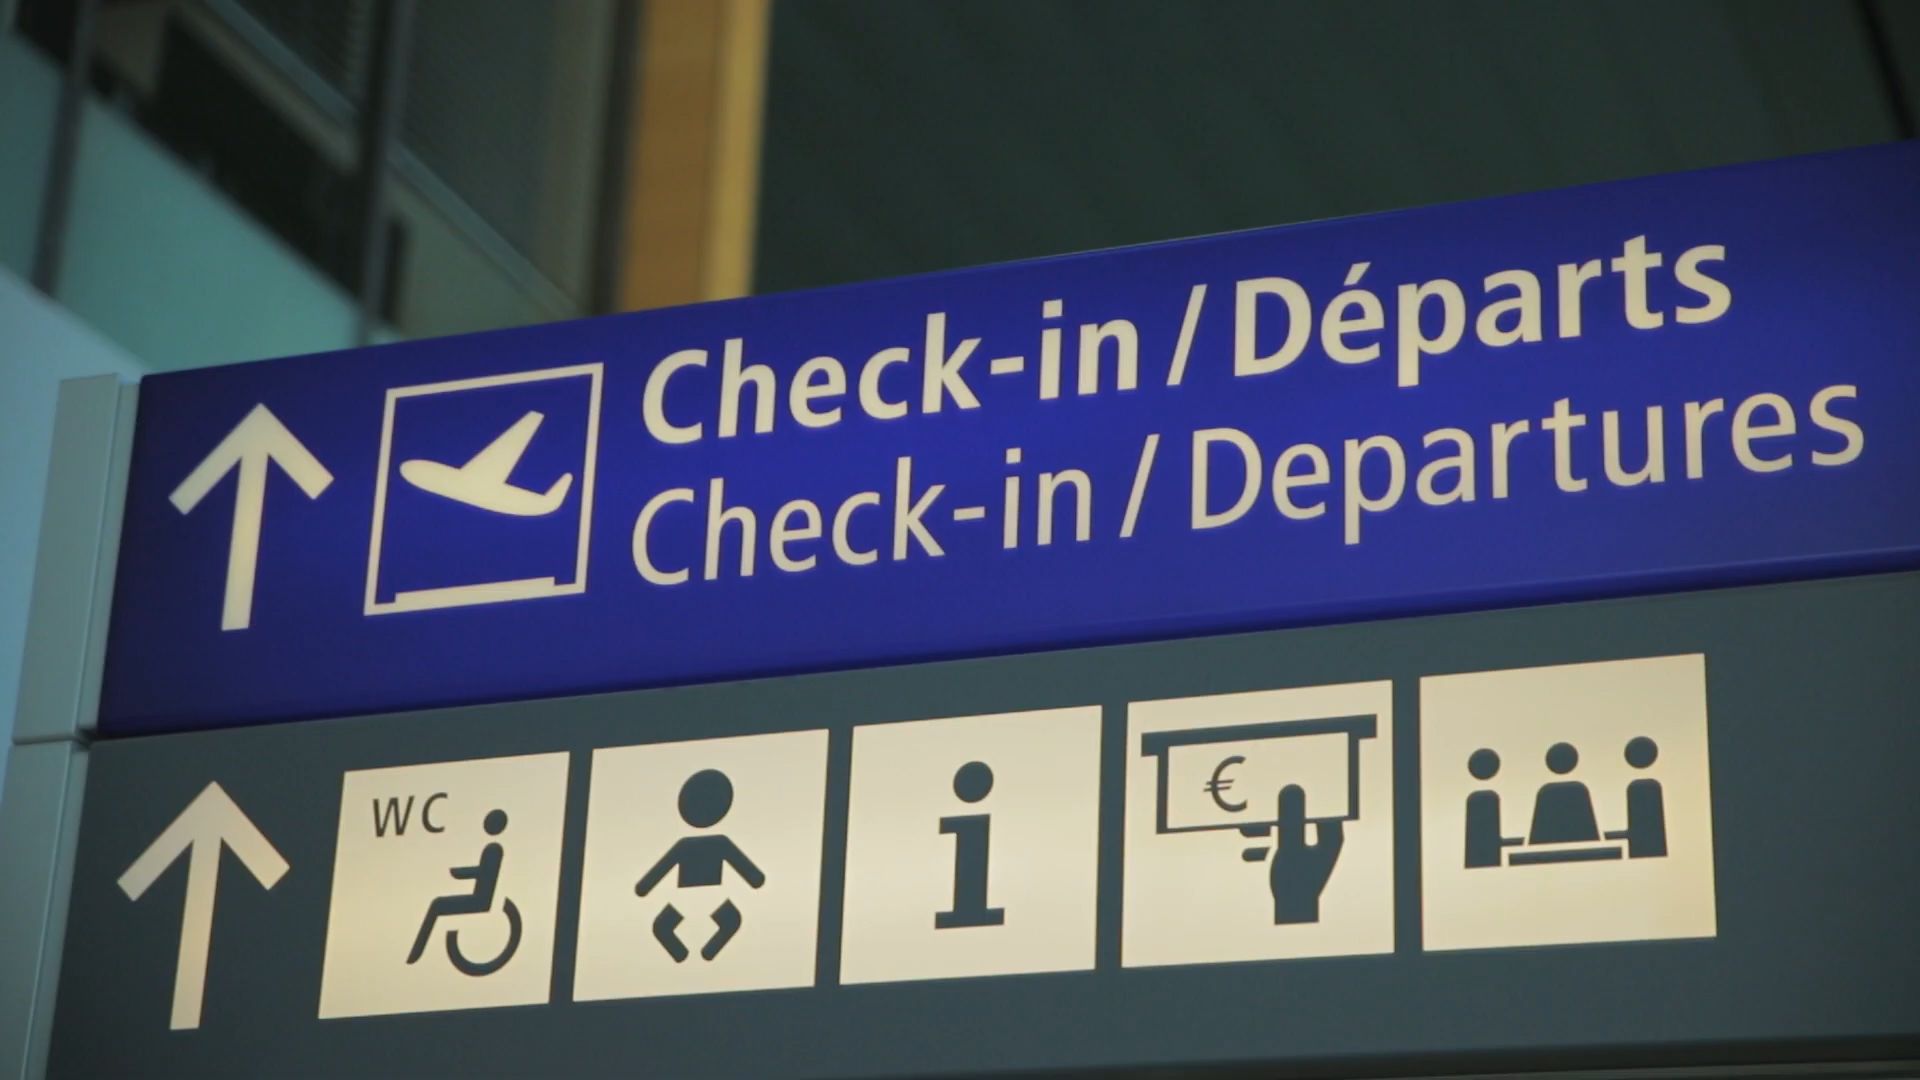 Check-in / Départs
Check-in / Departures
WC
i
€